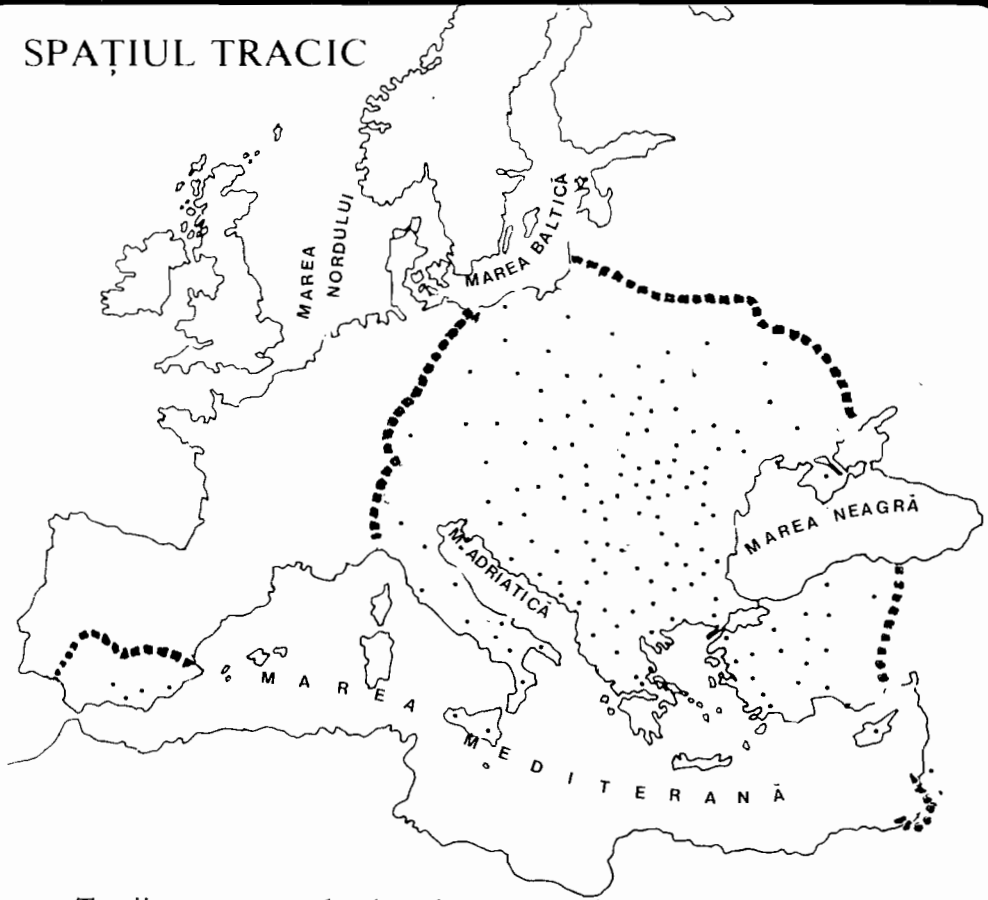 SPAȚIUL TRACIC
MAREA
NORDULUI
MAREA BALTICĂ
MAREA NEAGRĂ
M. ADRIATICĂ
MAREA
MEDITERANĂ